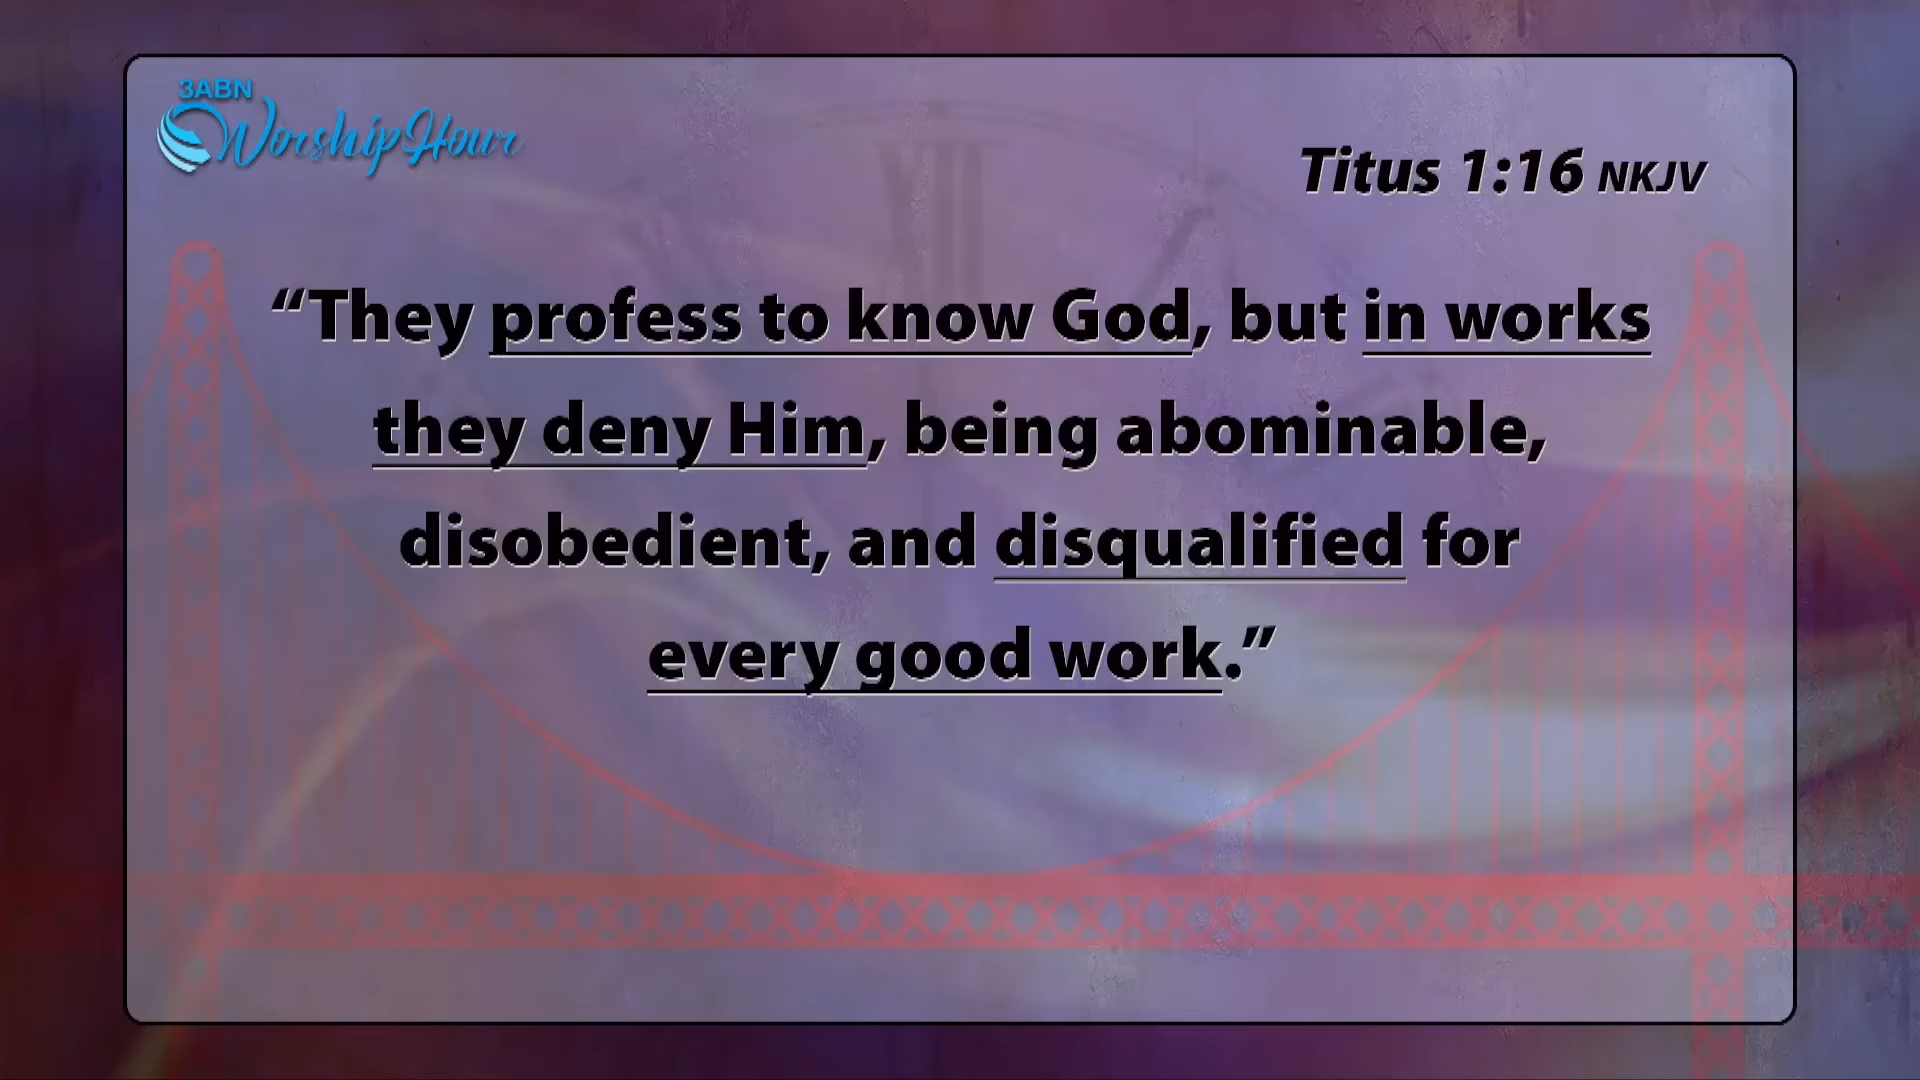 3ABN
Worship Hour
Titus 1:16 NKJV
“They profess to know God, but in works
they deny Him, being abominable,
disobedient, and disqualified for
every good work.”